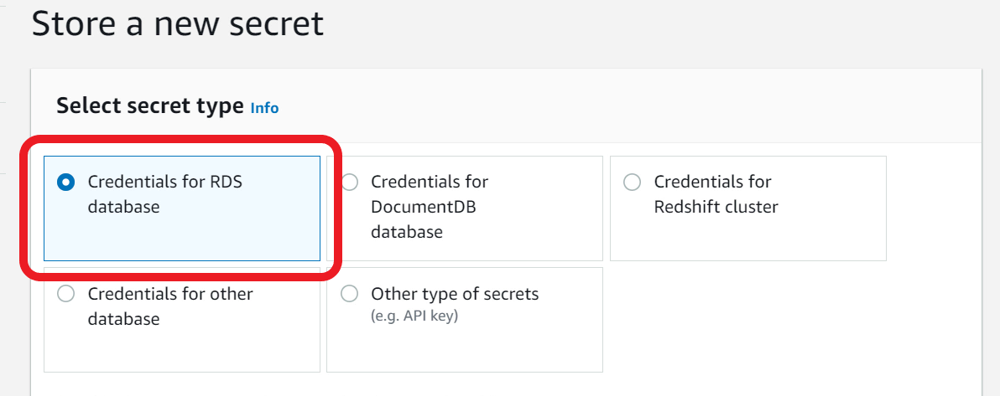 Store a new secret
Select secret type Info
Credentials for RDS
database
Credentials for
DocumentDB
database
Credentials for
Redshift cluster
Credentials for other
database
Other type of secrets
(e.g. API key)